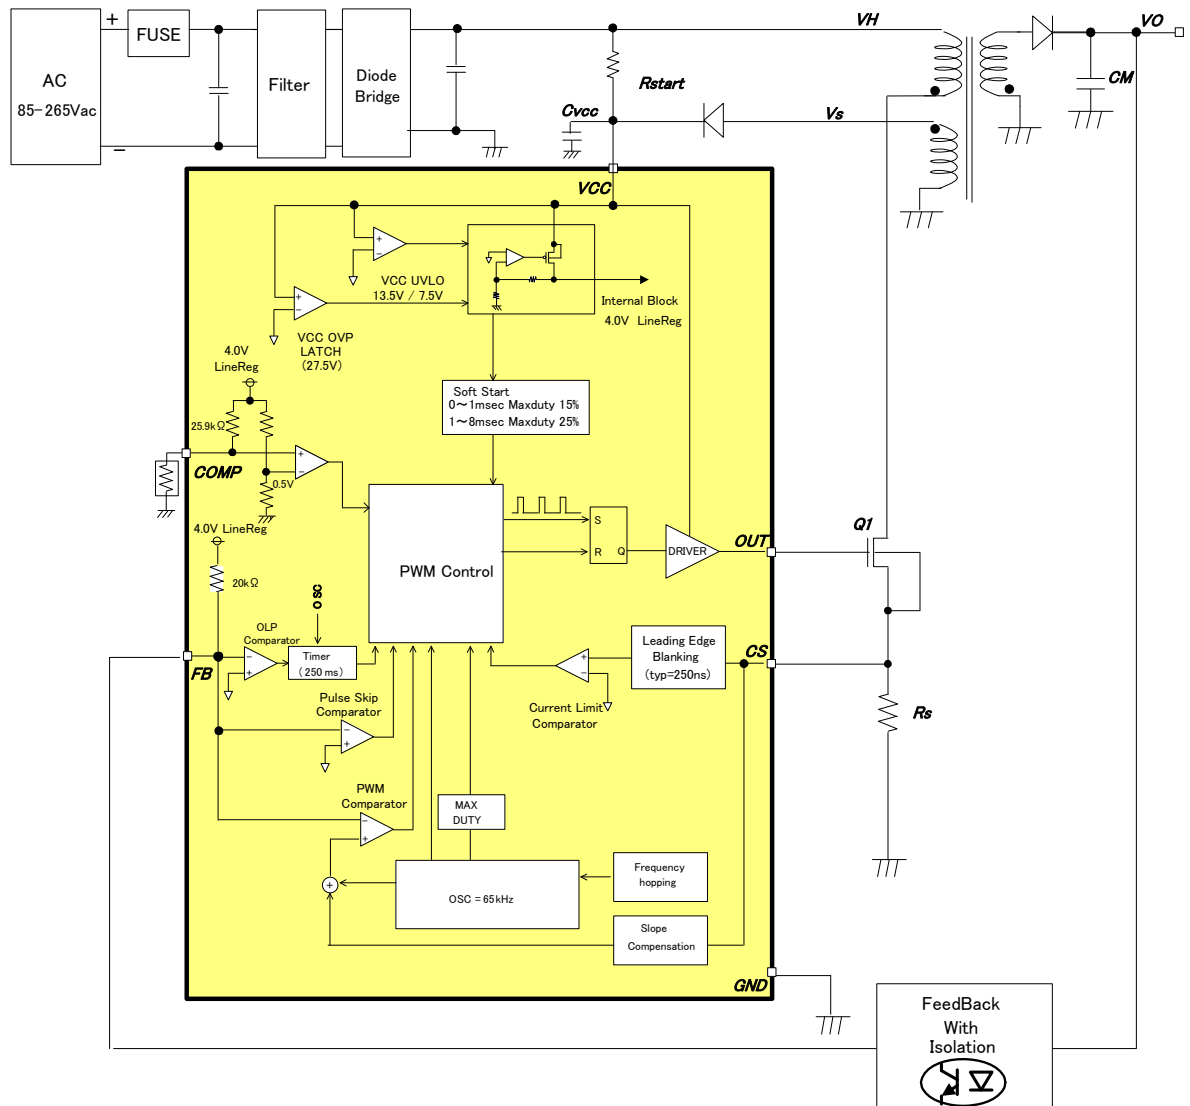 VH
VO
+
FUSE
AC
85-265Vac
Filter
Diode
Bridge
Rstart
CM
Cvcc
Vs
−
VCC
+
−
VCC UVLO
13.5V / 7.5V
Internal Block
4.0V LineReg
+
−
VCC OVP
LATCH
(27.5V)
4.0V
LineReg
Soft Start
0～1msec Maxduty 15%
1～8msec Maxduty 25%
25.9kΩ
COMP
+
−
0.5V
4.0V LineReg
20kΩ
PWM Control
S
R
Q
DRIVER
OUT
Q1
OSC
OLP
Comparator
−
+
Timer
(250 ms)
FB
Leading Edge
Blanking
(typ=250ns)
CS
+
−
Current Limit
Comparator
Rs
Pulse Skip
Comparator
−
+
PWM
Comparator
−
+
MAX
DUTY
+
OSC = 65kHz
Frequency
hopping
Slope
Compensation
GND
FeedBack
With
Isolation